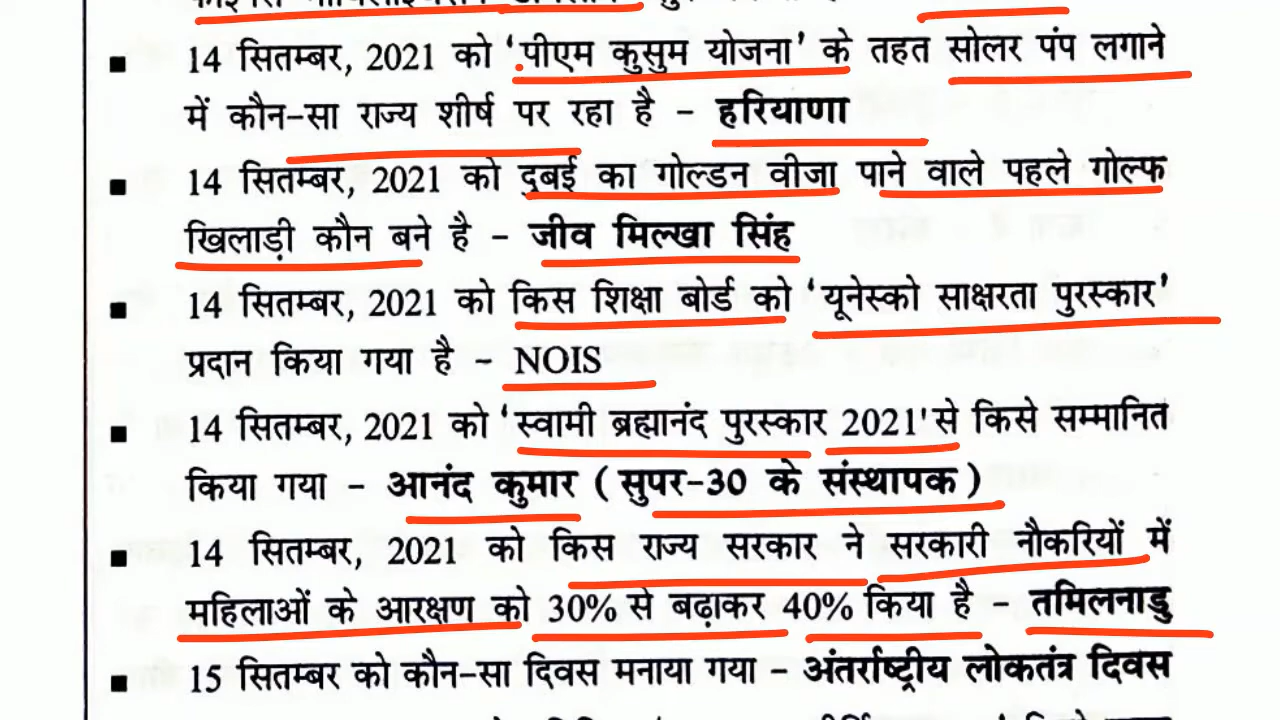 14 सितम्बर, 2021 को ‘पीएम कुसुम योजना’ के तहत सोलर पंप लगाने
में कौन-सा राज्य शीर्ष पर रहा है - हरियाणा
14 सितम्बर, 2021 को दुबई का गोल्डन वीजा पाने वाले पहले गोल्फ
खिलाड़ी कौन बने है - जीव मिल्खा सिंह
14 सितम्बर, 2021 को किस शिक्षा बोर्ड को ‘यूनेस्को साक्षरता पुरस्कार’
प्रदान किया गया है - NOIS
14 सितम्बर, 2021 को ‘स्वामी ब्रह्मानंद पुरस्कार 2021' से किसे सम्मानित
किया गया - आनंद कुमार ( सुपर-30 के संस्थापक )
14 सितम्बर, 2021 को किस राज्य सरकार ने सरकारी नौकरियों में
महिलाओं के आरक्षण को 30% से बढ़ाकर 40% किया है - तमिलनाडु
15 सितम्बर को कौन-सा दिवस मनाया गया - अंतर्राष्ट्रीय लोकतंत्र दिवस